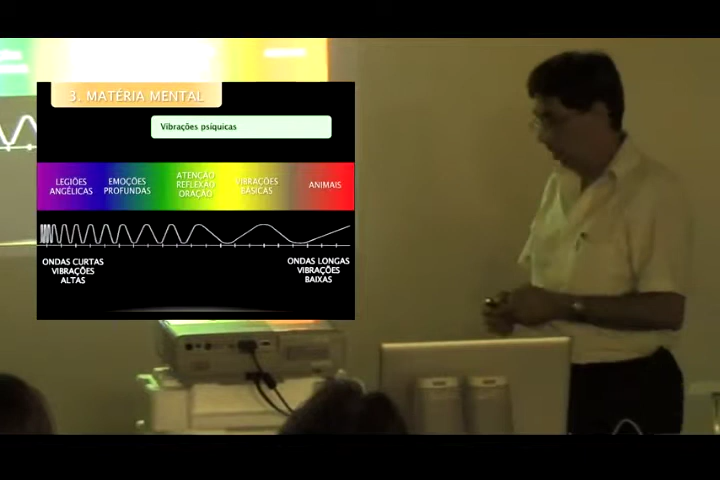 3. MATÉRIA MENTAL
Vibrações psíquicas
LEGIÕES
ANGÉLICAS
EMOÇÕES
PROFUNDAS
ATENÇÃO
REFLEXÃO
ORAÇÃO
VIBRAÇÕES
BÁSICAS
ANIMAIS
ONDAS CURTAS
VIBRAÇÕES
ALTAS
ONDAS LONGAS
VIBRAÇÕES
BAIXAS